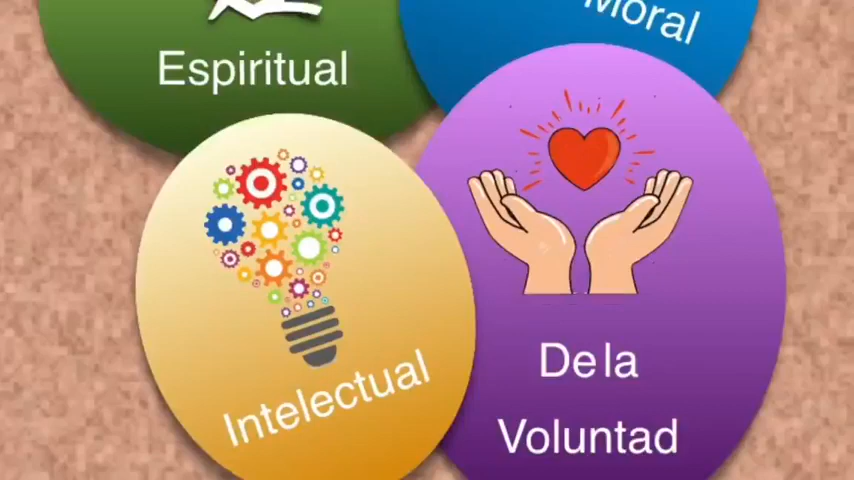 Moral
Espiritual
Intelectual
De la
Voluntad